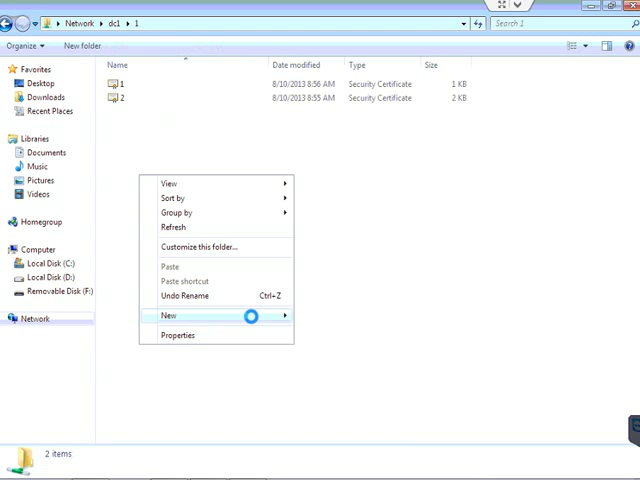 Network ▸ dc1 ▸ 1
Search 1
Organize
New folder
Name
Date modified
Type
Size
1
8/10/2013 8:56 AM
Security Certificate
1 KB
2
8/10/2013 8:55 AM
Security Certificate
2 KB
Favorites
Desktop
Downloads
Recent Places
Libraries
Documents
Music
Pictures
Videos
Homegroup
Computer
Local Disk (C:)
Local Disk (D:)
Removable Disk (F:)
Network
View
Sort by
Group by
Refresh
Customize this folder...
Paste
Paste shortcut
Undo Rename Ctrl+Z
New
Properties
2 items